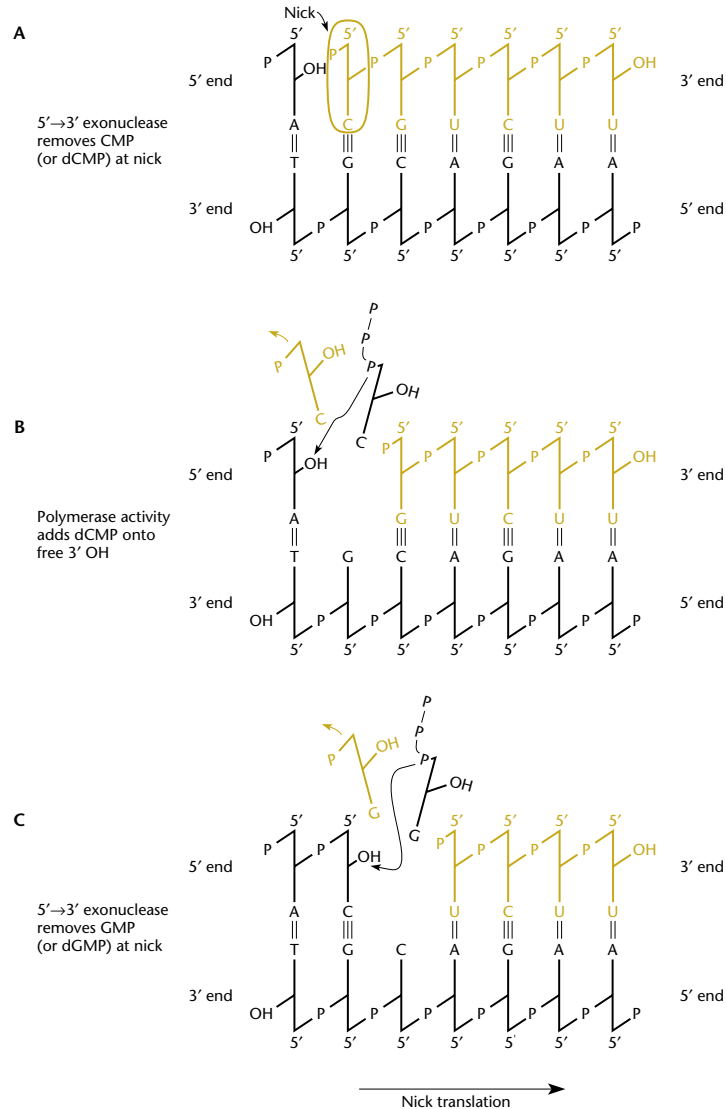 Nick
A
5′ 5′ 5′ 5′ 5′ 5′ 5′
P OH P P P P P P OH
5′ end
3′ end
5′→3′ exonuclease
removes CMP
(or dCMP) at nick
A C G U C U U
T G C A G A A
3′ end
5′ end
OH P P P P P P P
5′ 5′ 5′ 5′ 5′ 5′ 5′
P
P
P
P OH
OH
C
C
B
5′ 5′ 5′ 5′ 5′ 5′
P OH P P P P P OH
5′ end
3′ end
Polymerase activity
adds dCMP onto
free 3′ OH
A G U C U U
T G C A G A A
3′ end
5′ end
OH P P P P P P P
5′ 5′ 5′ 5′ 5′ 5′ 5′
P
P
P
P OH
OH
G
G
C
5′ 5′ 5′ 5′ 5′ 5′
P P OH P P P P OH
5′ end
3′ end
5′→3′ exonuclease
removes GMP
(or dGMP) at nick
A C U C U U
T G C A G A A
3′ end
5′ end
OH P P P P P P P
5′ 5′ 5′ 5′ 5′ 5′ 5′
Nick translation